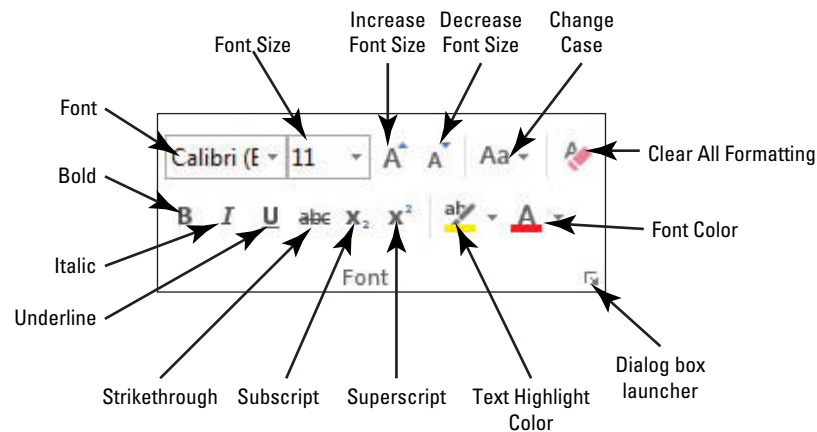 Increase
Font Size
Decrease
Font Size
Change
Case
Font Size
Font
Calibri (E
11
A
A
Aa
A
Clear All Formatting
Bold
B
I
U
abc
x₂
x²
ab
A
Font Color
Italic
Font
Underline
Dialog box
launcher
Strikethrough
Subscript
Superscript
Text Highlight
Color